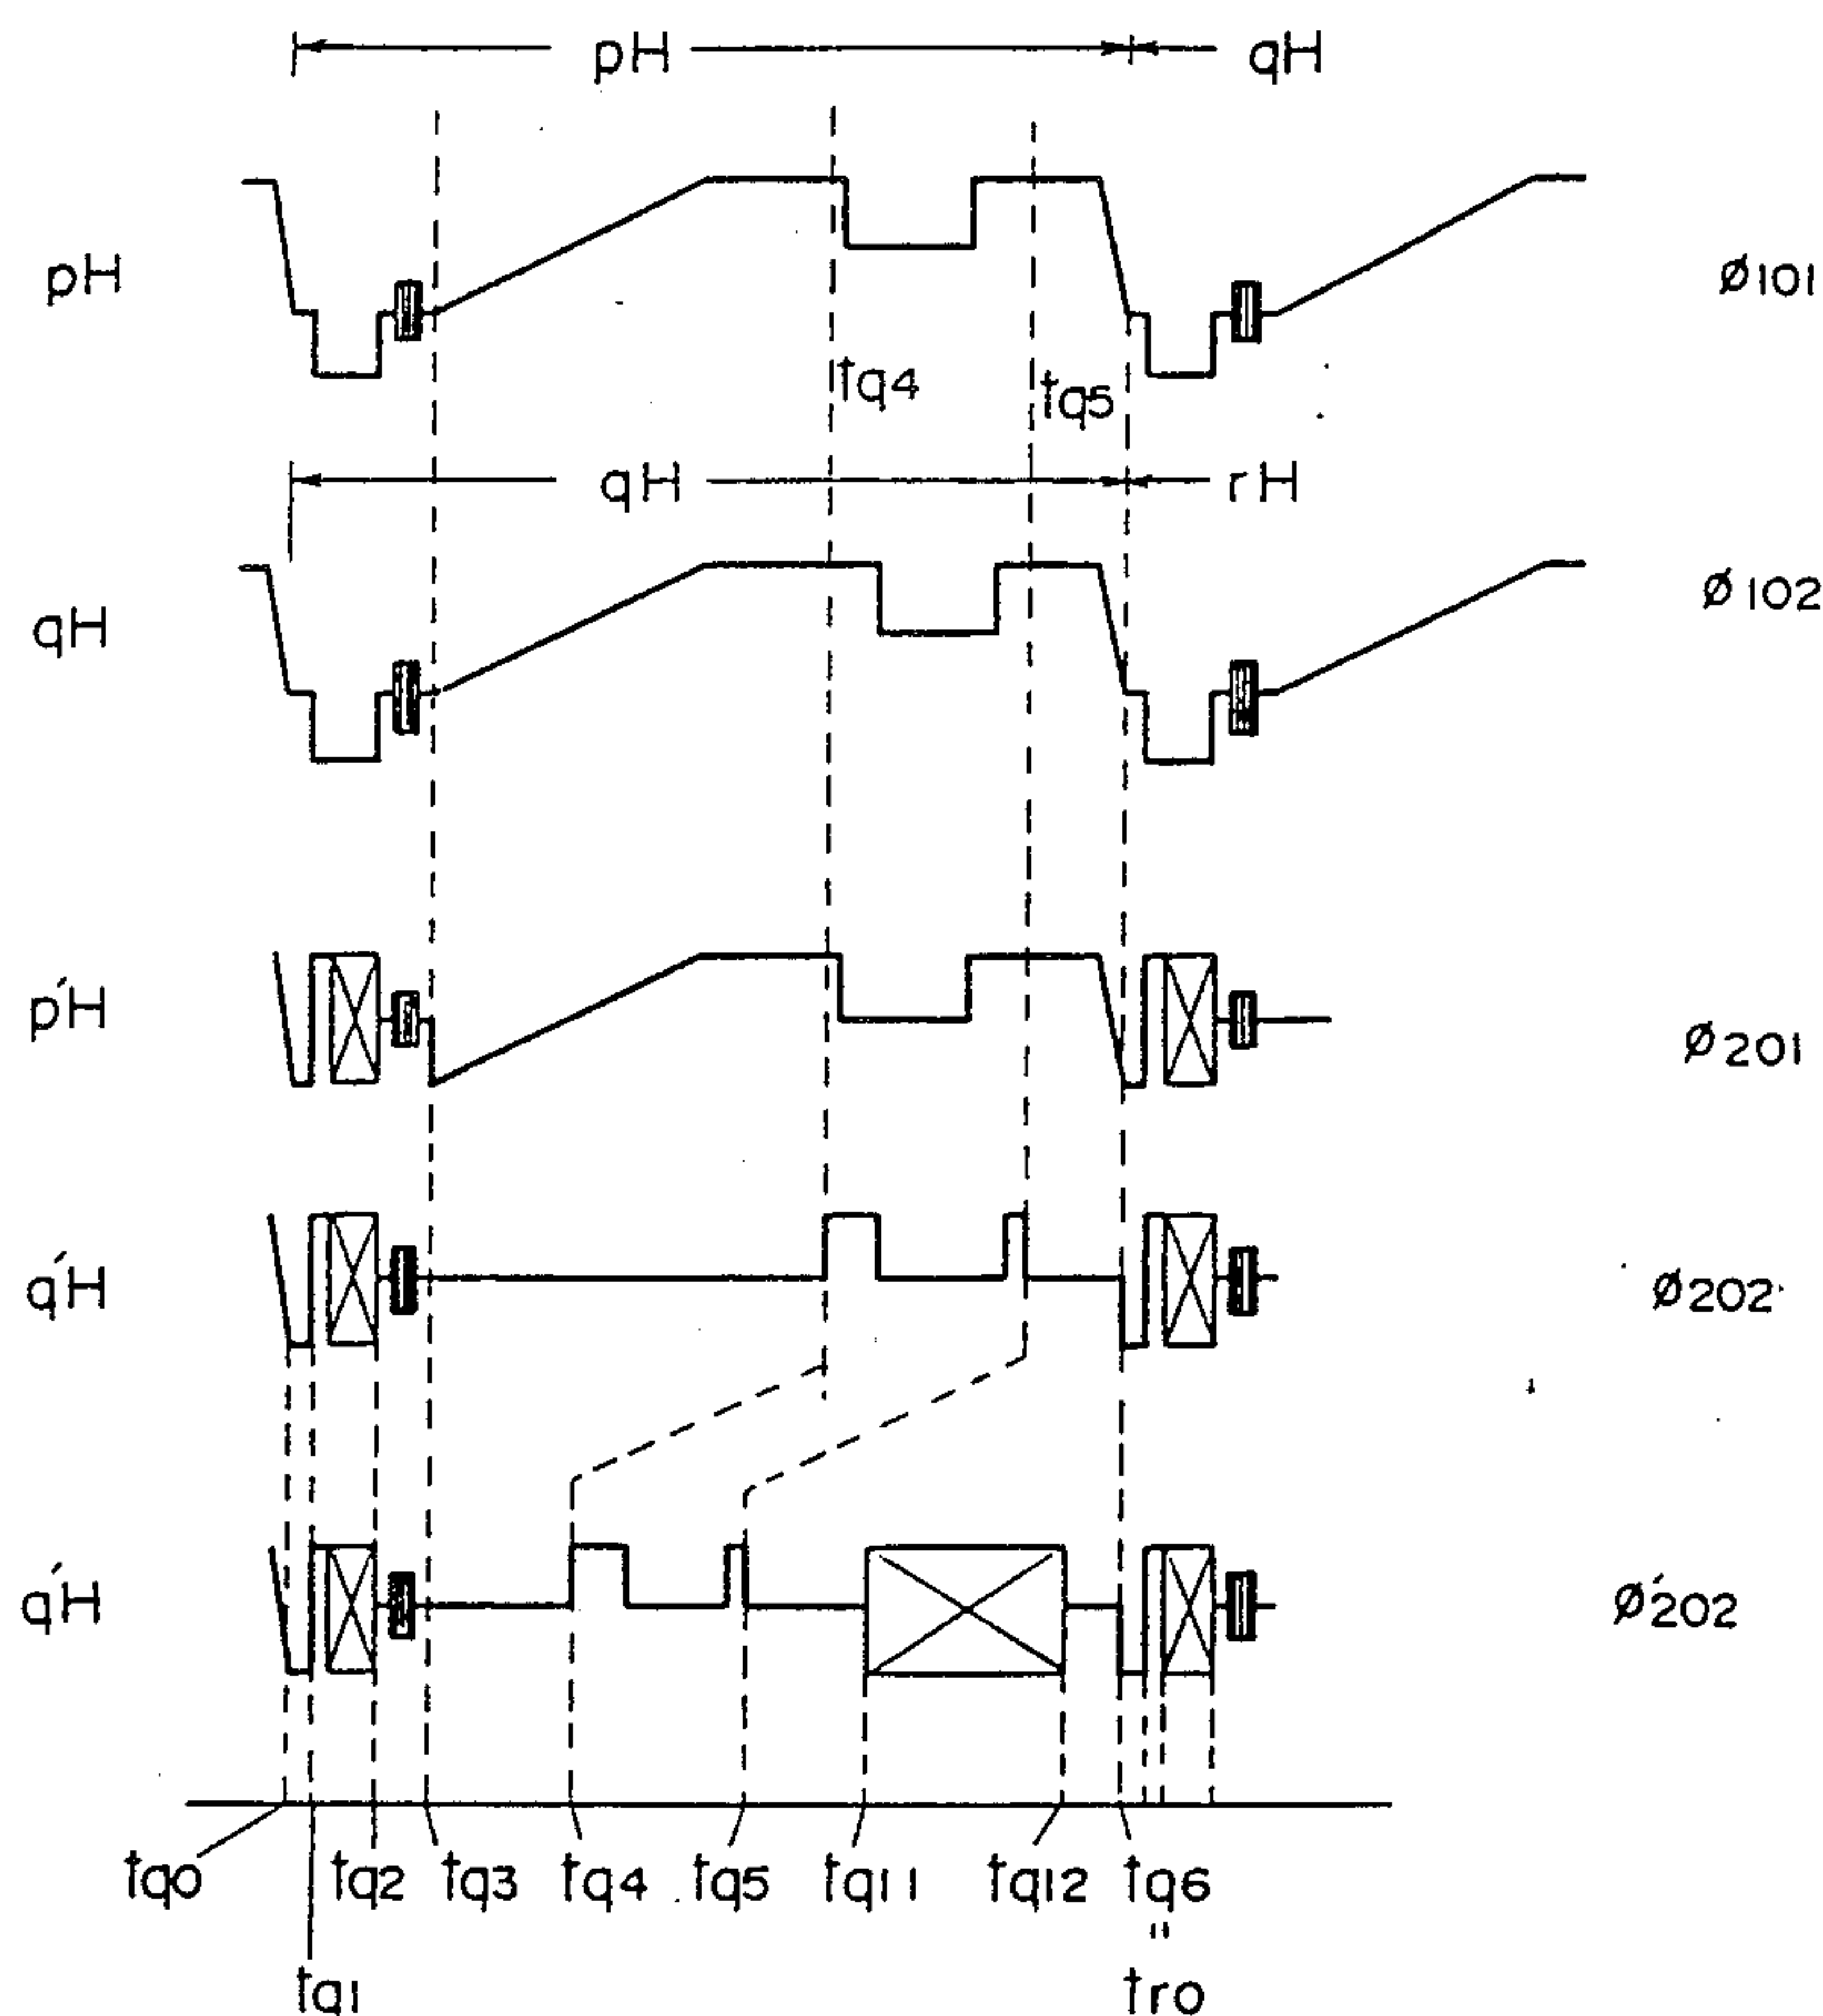 pH qH
pH ø101
tq4
tq5
qH rH
qH ø102
p′H ø201
q′H ø202
q′H ø′202
tq0 tq2 tq3 tq4 tq5 tq11 tq12 tq6
"
tq1 tr0